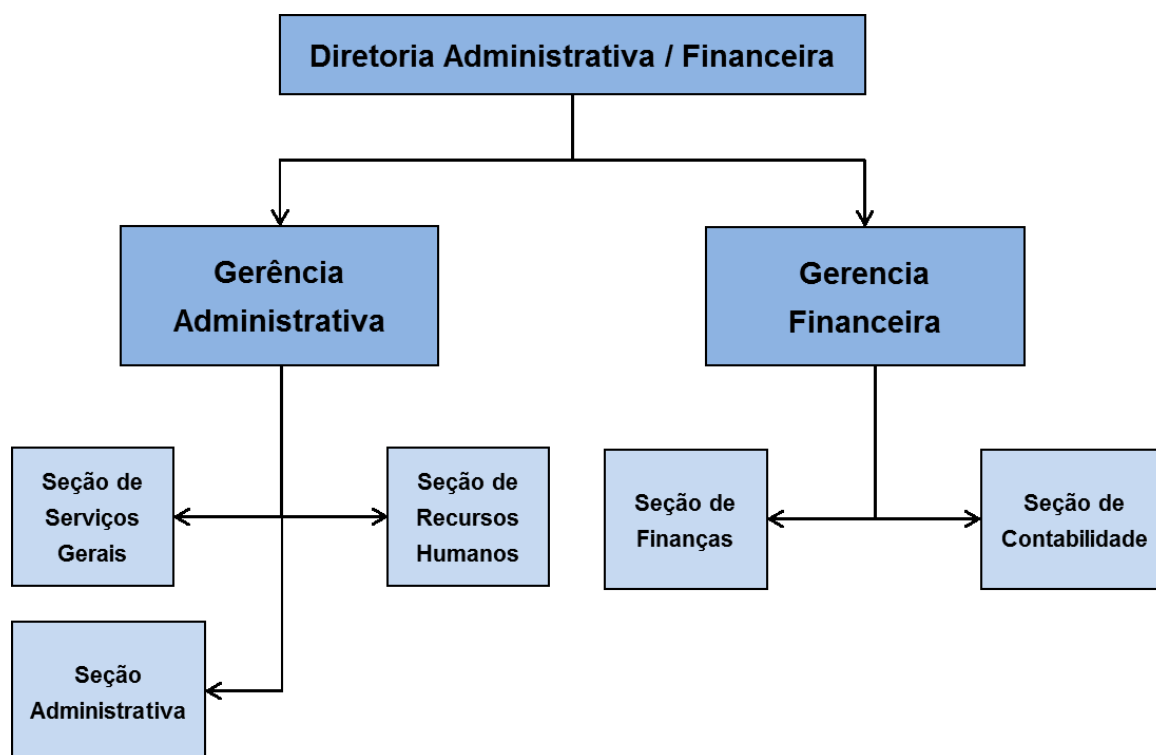 Diretoria Administrativa / Financeira
Gerência
Administrativa
Gerencia
Financeira
Seção de
Serviços
Gerais
Seção de
Recursos
Humanos
Seção de
Finanças
Seção de
Contabilidade
Seção
Administrativa